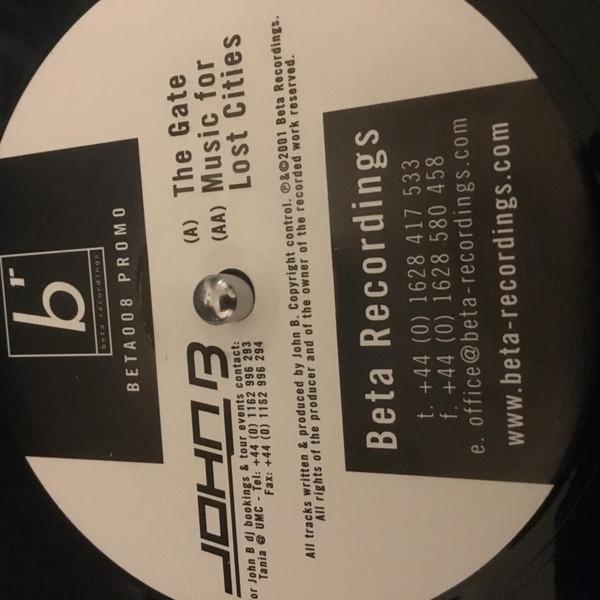 br
beta recordings
BETA008 PROMO
JOHN B
(A) The Gate
(AA) Music for
Lost Cities
or John B dj bookings & tour events contact:
Tania @ UMC - Tel: +44 (0) 1162 996 293
Fax: +44 (0) 1162 996 294
All tracks written & produced by John B. Copyright control. ℗&©2001 Beta Recordings.
All rights of the producer and of the owner of the recorded work reserved.
Beta Recordings
t. +44 (0) 1628 417 533
f. +44 (0) 1628 580 458
e. office@beta-recordings.com
www.beta-recordings.com